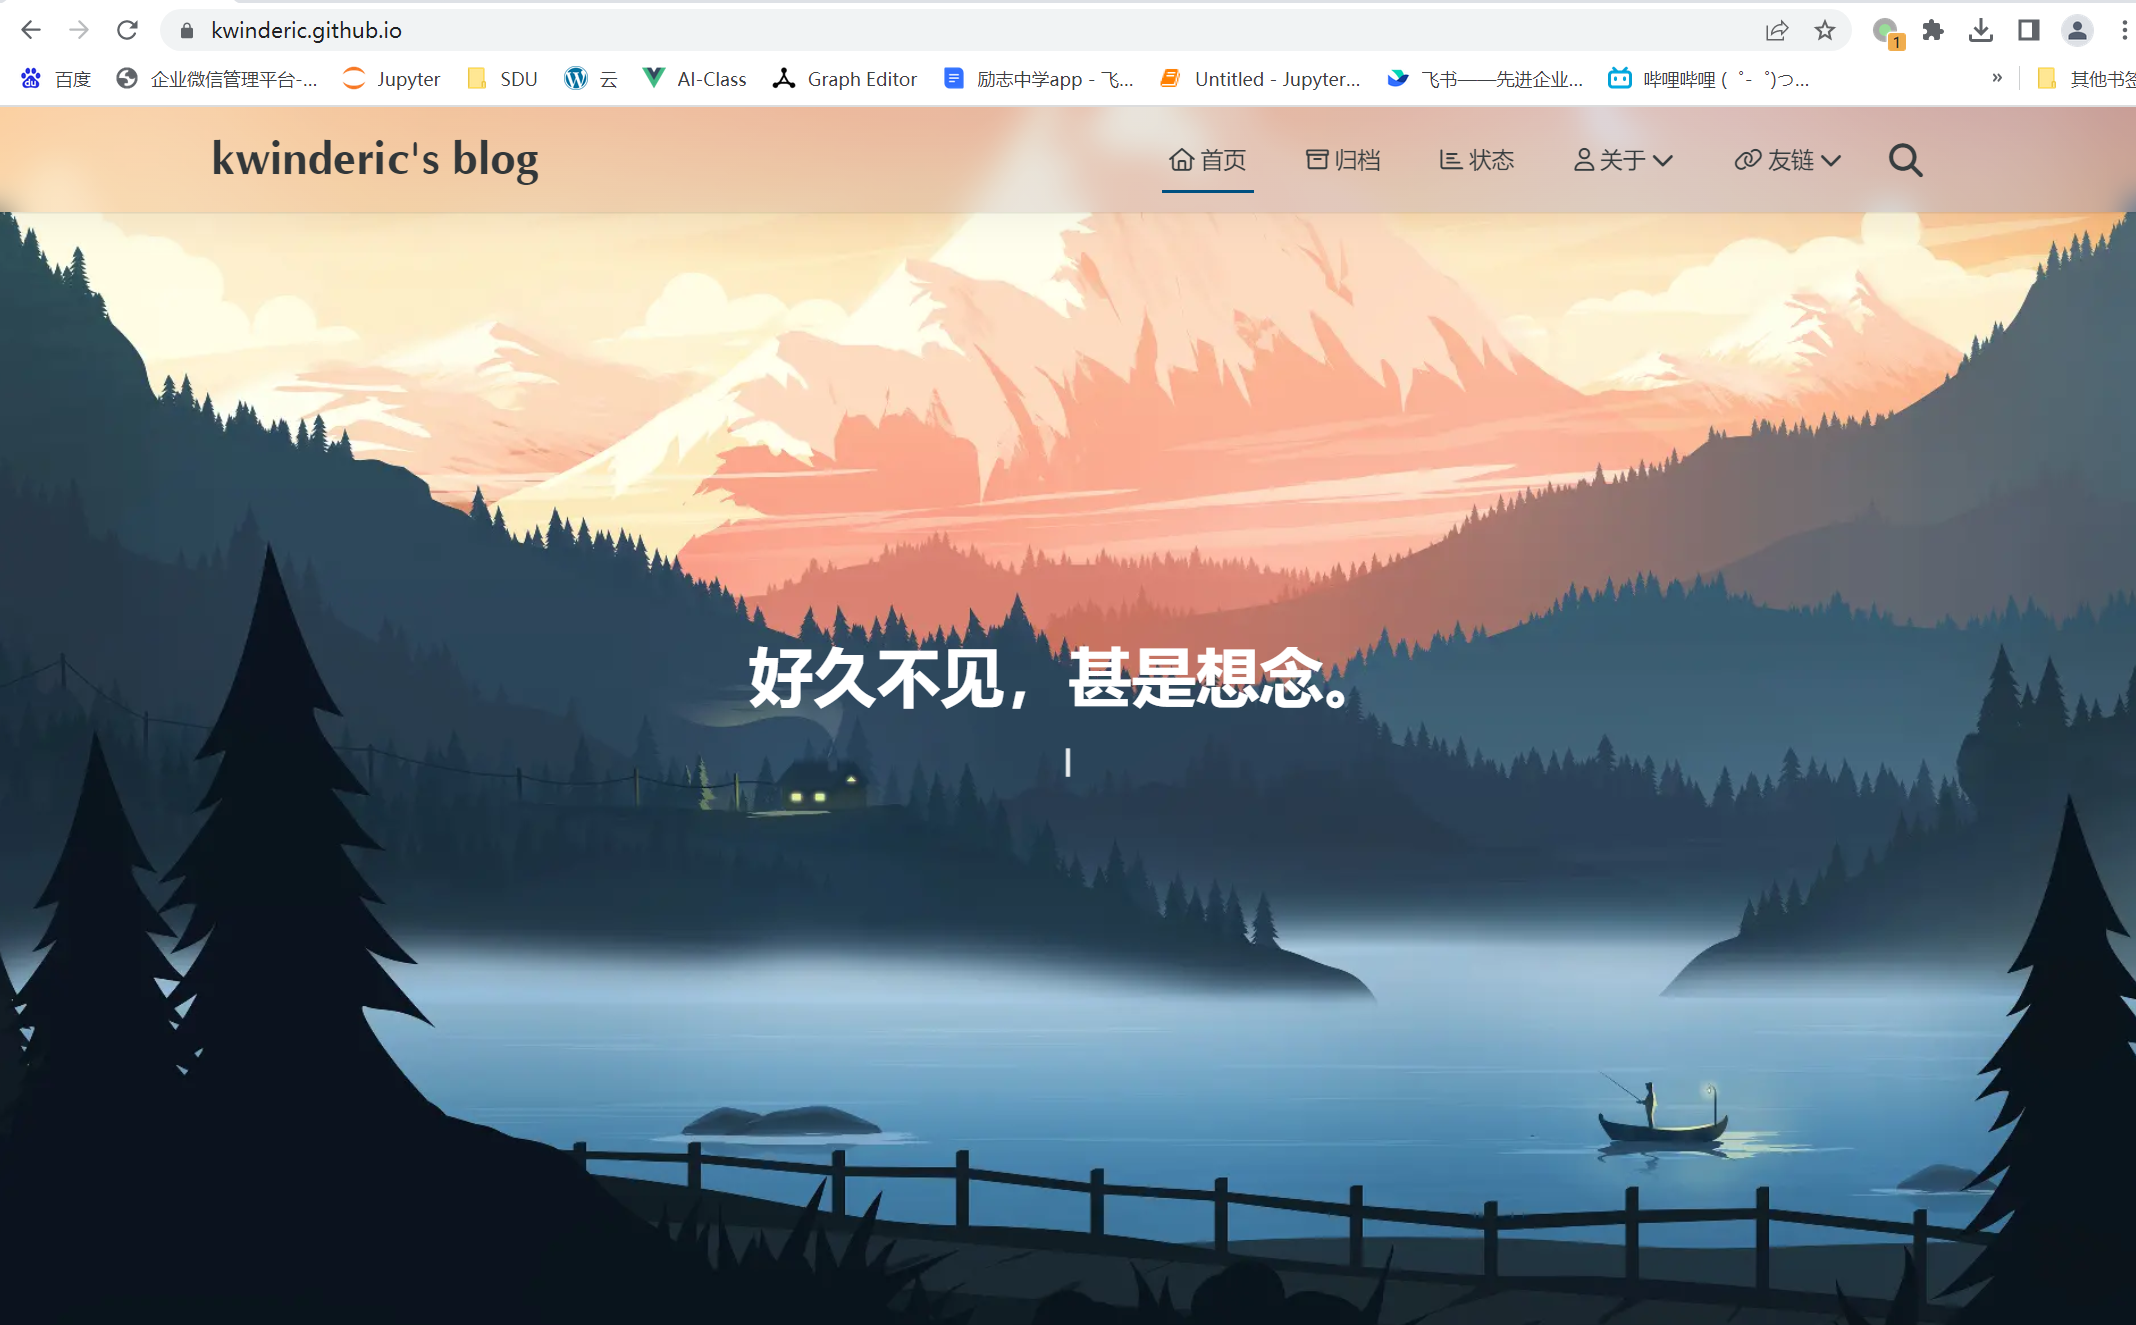 kwinderic.github.io
1
百度 企业微信管理平台-... Jupyter SDU 云 AI-Class Graph Editor 励志中学app - 飞... Untitled - Jupyter... 飞书——先进企业... 哔哩哔哩 (゜-゜)つ... » 其他书签
kwinderic's blog 首页 归档 状态 关于 友链
好久不见，甚是想念。